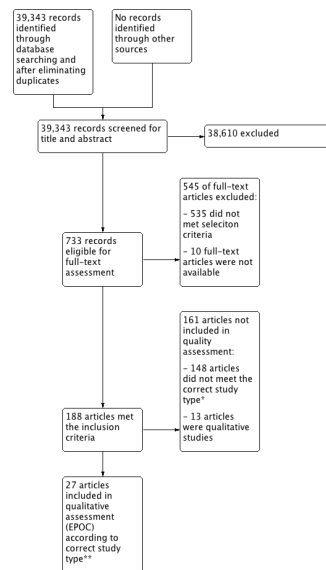 39,343 records
identified
through
database
searching and
after eliminating
duplicates
No records
identified
through other
sources
39,343 records screened for
title and abstract
38,610 excluded
545 of full-text
articles excluded:
- 535 did not
met seleciton
criteria
- 10 full-text
articles were not
available
733 records
eligible for
full-text
assessment
161 articles not
included in
quality
assessment:
- 148 articles
did not meet the
correct study
type*
- 13 articles
were qualitative
studies
188 articles met
the inclusion
criteria
27 articles
included in
qualitative
assessment
(EPOC)
according to
correct study
type**